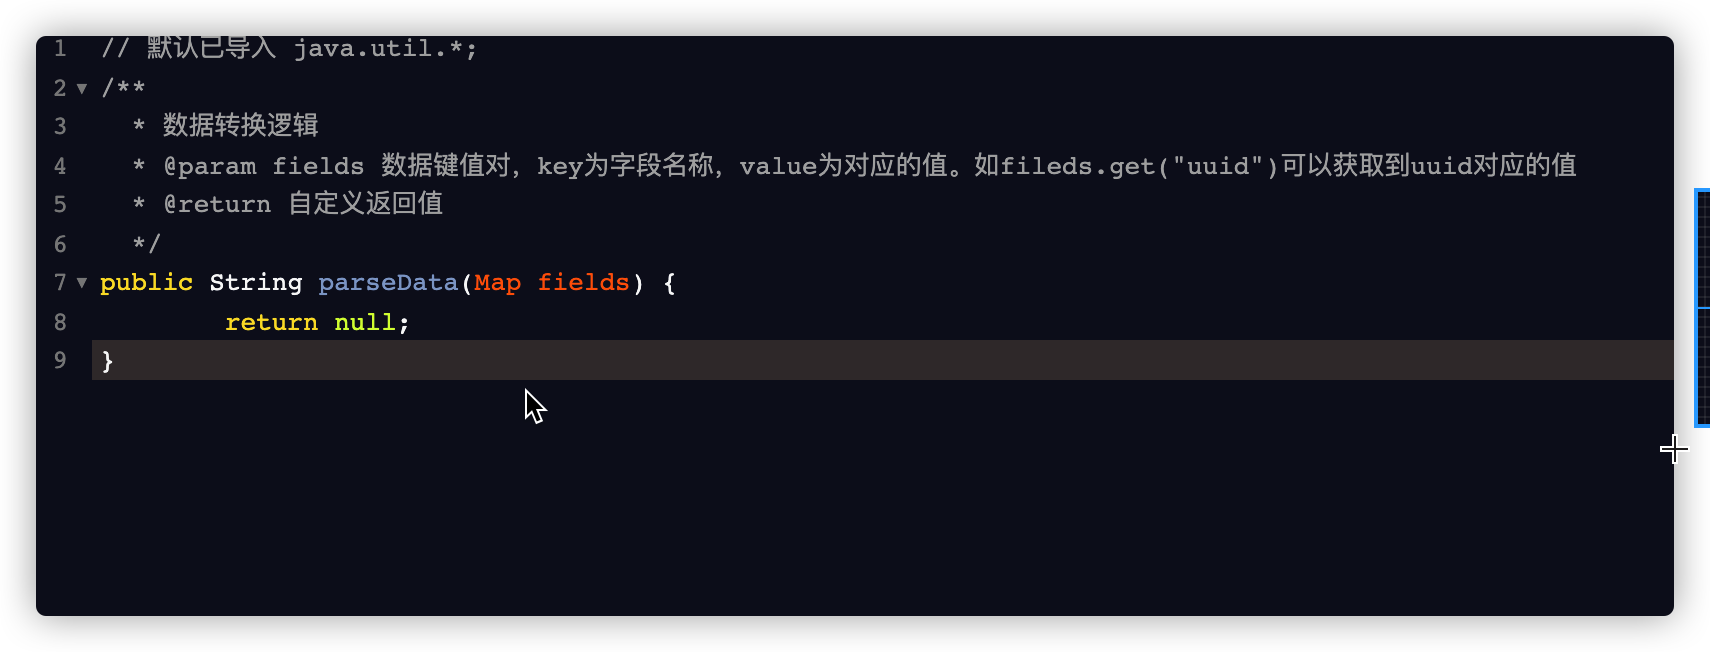 1 // 默认已导入 java.util.*;
2 /**
3 * 数据转换逻辑
4 * @param fields 数据键值对，key为字段名称，value为对应的值。如fileds.get("uuid")可以获取到uuid对应的值
5 * @return 自定义返回值
6 */
7 public String parseData(Map fields) {
8 return null;
9 }